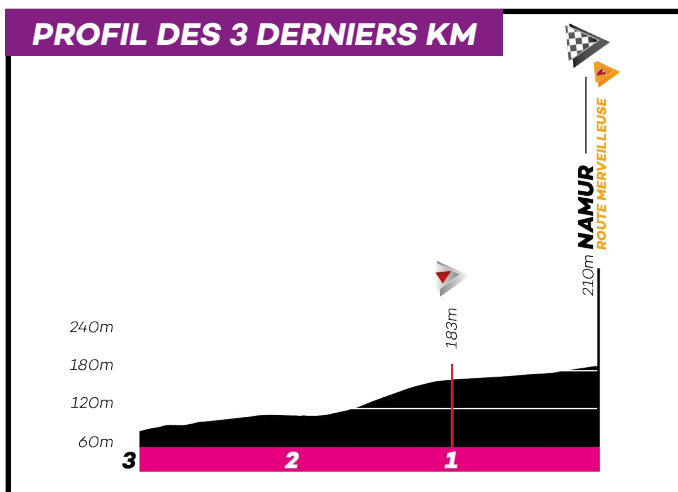 PROFIL DES 3 DERNIERS KM
NAMUR
ROUTE MERVEILLEUSE
210m
183m
240m
180m
120m
60m
3
2
1